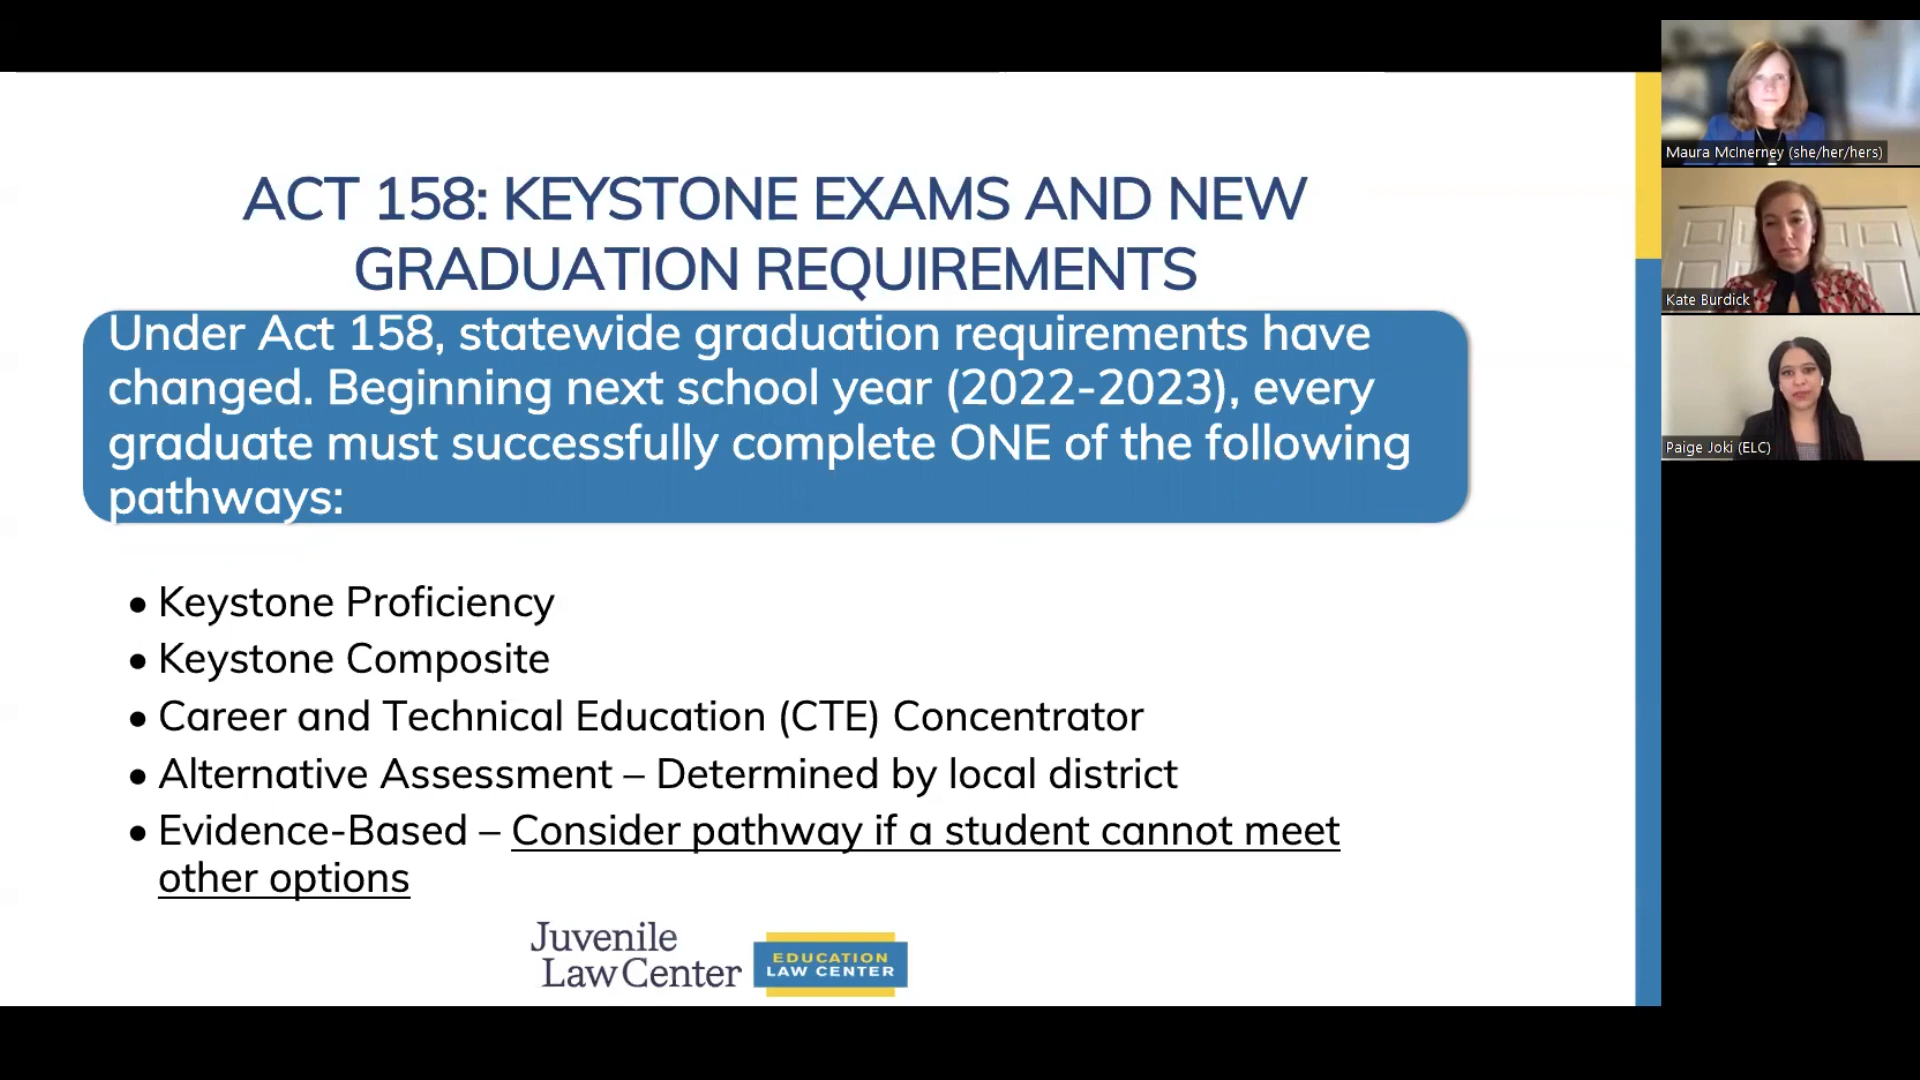 ACT 158: KEYSTONE EXAMS AND NEW
GRADUATION REQUIREMENTS
Under Act 158, statewide graduation requirements have
changed. Beginning next school year (2022-2023), every
graduate must successfully complete ONE of the following
pathways:
• Keystone Proficiency
• Keystone Composite
• Career and Technical Education (CTE) Concentrator
• Alternative Assessment – Determined by local district
• Evidence-Based – Consider pathway if a student cannot meet
other options
Juvenile
Law Center
EDUCATION
LAW CENTER
Maura McInerney (she/her/hers)
Kate Burdick
Paige Joki (ELC)